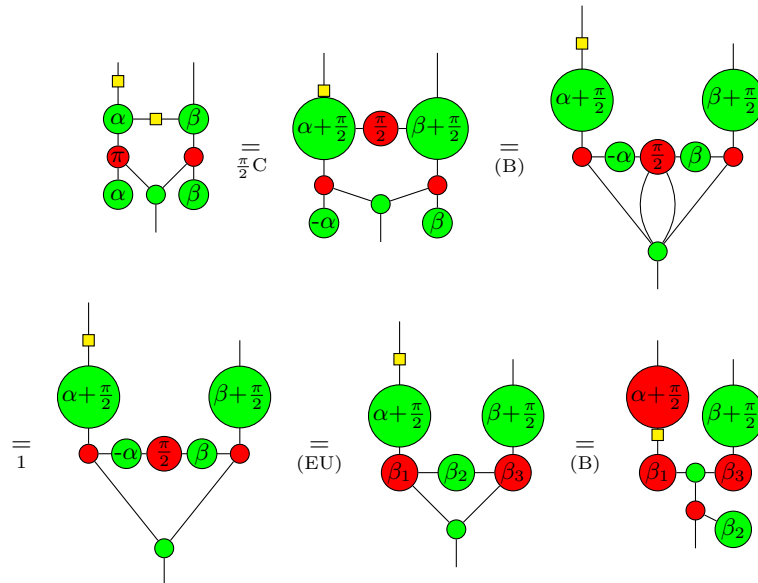 α β
π
α β
= π/2 C
α+π/2 π/2 β+π/2
-α β
= (B)
α+π/2 β+π/2
-α π/2 β
= 1
α+π/2 β+π/2
-α π/2 β
= (EU)
α+π/2 β+π/2
β₁ β₂ β₃
= (B)
α+π/2 β+π/2
β₁ β₃
β₂